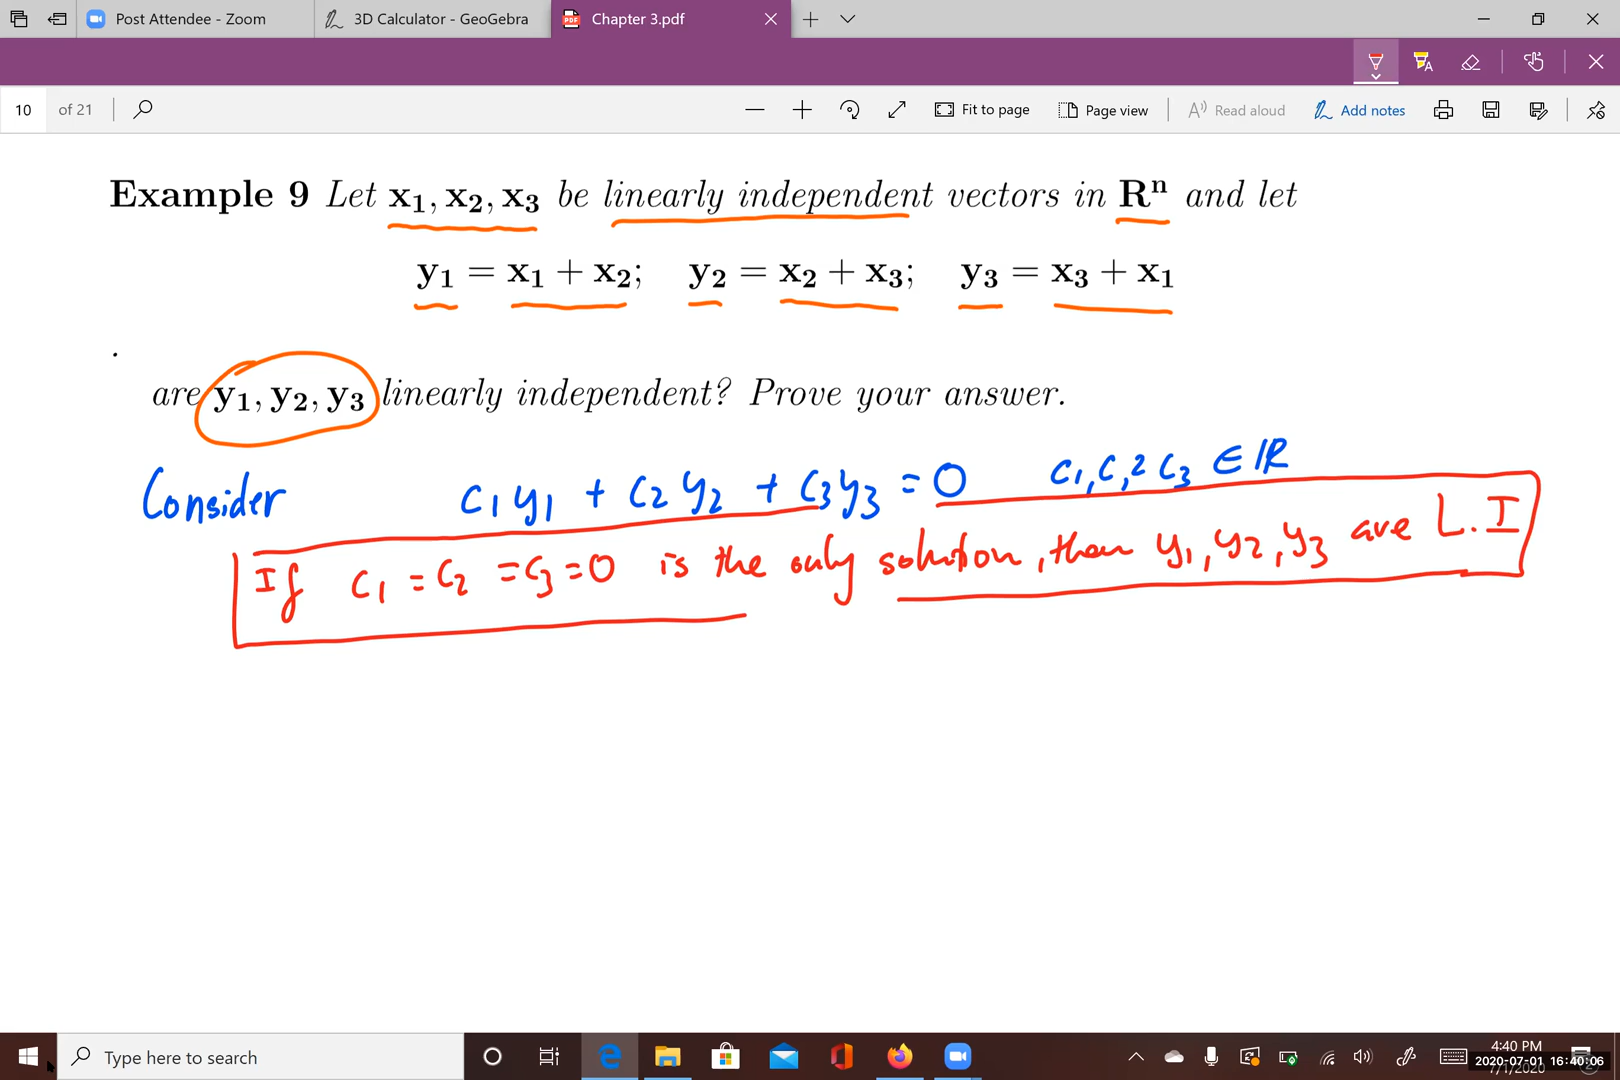 Post Attendee - Zoom
3D Calculator - GeoGebra
Chapter 3.pdf
10 of 21
Fit to page
Page view
Read aloud
Add notes
Example 9 Let x₁, x₂, x₃ be linearly independent vectors in Rⁿ and let
y₁ = x₁ + x₂; y₂ = x₂ + x₃; y₃ = x₃ + x₁
.
are y₁, y₂, y₃ linearly independent? Prove your answer.
Consider c₁y₁ + c₂y₂ + c₃y₃ = 0 c₁,c,² c₃ ∈ ℝ
If c₁ = c₂ = c₃ = 0 is the only solution, then y₁, y₂, y₃ are L.I
Type here to search
4:40 PM
2020-07-01 16:40:06
7/1/2020